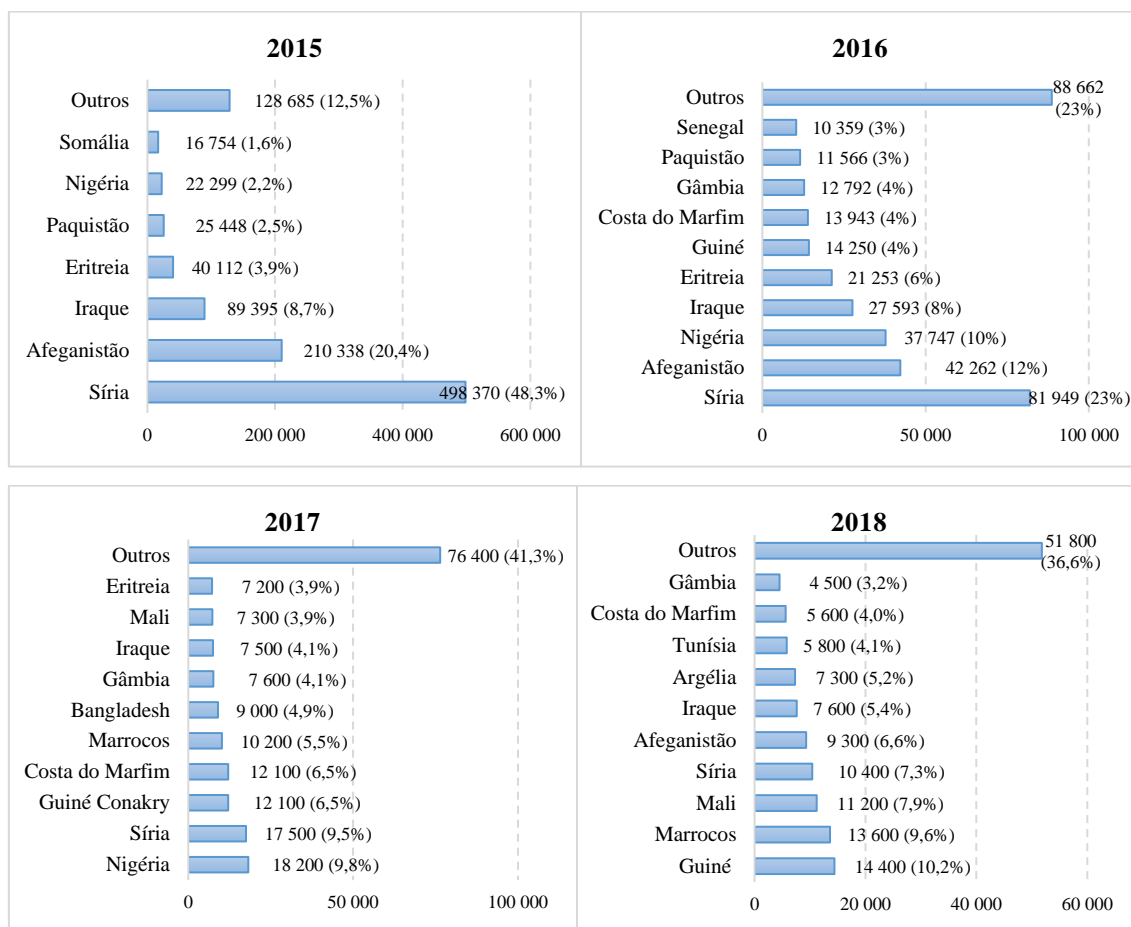 2015
Outros 128 685 (12,5%)
Somália 16 754 (1,6%)
Nigéria 22 299 (2,2%)
Paquistão 25 448 (2,5%)
Eritreia 40 112 (3,9%)
Iraque 89 395 (8,7%)
Afeganistão 210 338 (20,4%)
Síria 498 370 (48,3%)
0 200 000 400 000 600 000
2016
Outros 88 662
(23%)
Senegal 10 359 (3%)
Paquistão 11 566 (3%)
Gâmbia 12 792 (4%)
Costa do Marfim 13 943 (4%)
Guiné 14 250 (4%)
Eritreia 21 253 (6%)
Iraque 27 593 (8%)
Nigéria 37 747 (10%)
Afeganistão 42 262 (12%)
Síria 81 949 (23%)
0 50 000 100 000
2017
Outros 76 400 (41,3%)
Eritreia 7 200 (3,9%)
Mali 7 300 (3,9%)
Iraque 7 500 (4,1%)
Gâmbia 7 600 (4,1%)
Bangladesh 9 000 (4,9%)
Marrocos 10 200 (5,5%)
Costa do Marfim 12 100 (6,5%)
Guiné Conakry 12 100 (6,5%)
Síria 17 500 (9,5%)
Nigéria 18 200 (9,8%)
0 50 000 100 000
2018
Outros 51 800
(36,6%)
Gâmbia 4 500 (3,2%)
Costa do Marfim 5 600 (4,0%)
Tunísia 5 800 (4,1%)
Argélia 7 300 (5,2%)
Iraque 7 600 (5,4%)
Afeganistão 9 300 (6,6%)
Síria 10 400 (7,3%)
Mali 11 200 (7,9%)
Marrocos 13 600 (9,6%)
Guiné 14 400 (10,2%)
0 20 000 40 000 60 000